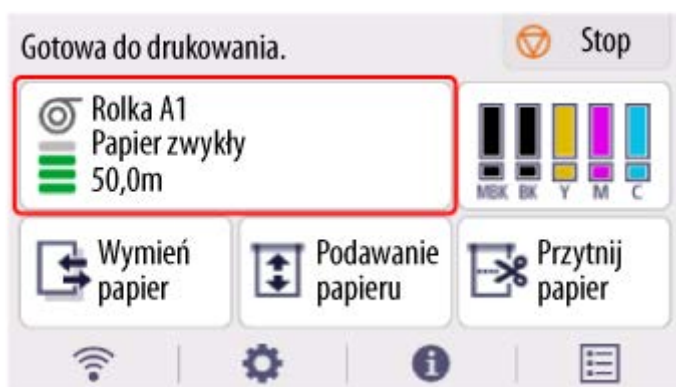 Gotowa do drukowania.
Stop
Rolka A1
Papier zwykły
50,0m
MBK BK Y M C
Wymień
papier
Podawanie
papieru
Przytnij
papier